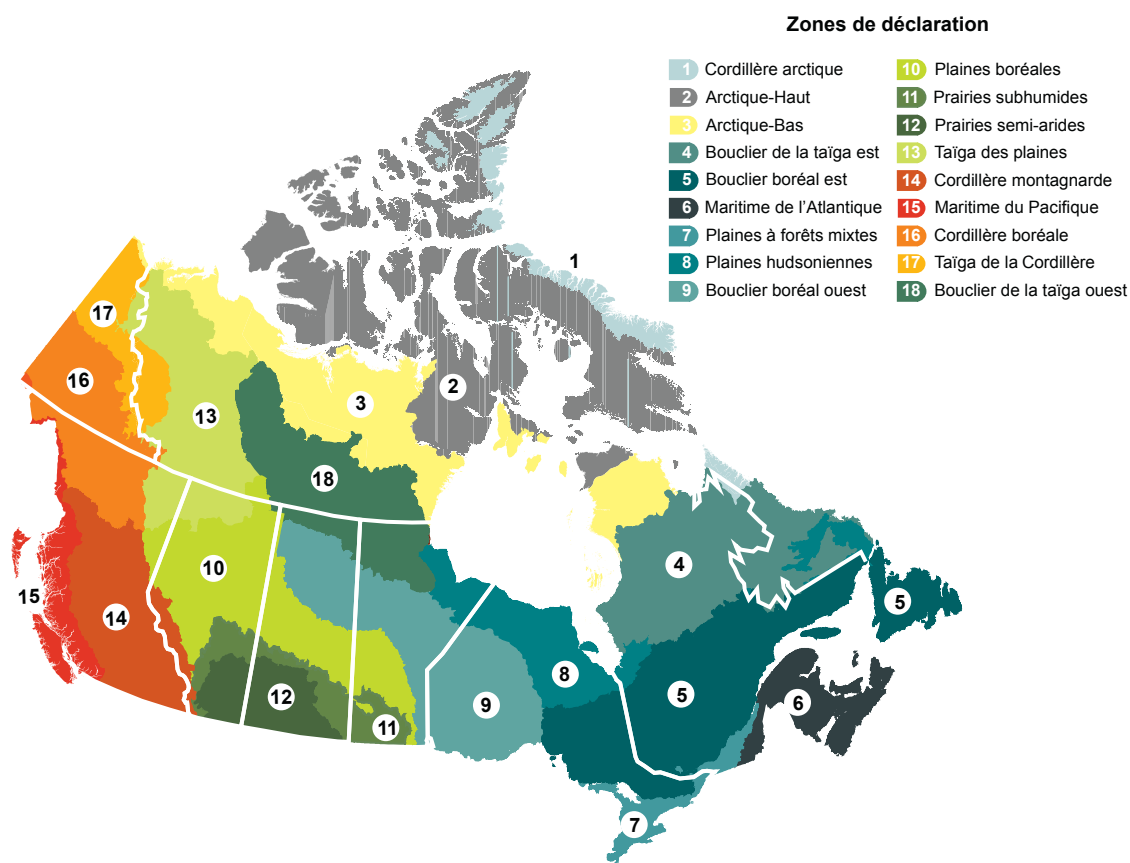 Zones de déclaration
1 Cordillère arctique
2 Arctique-Haut
3 Arctique-Bas
4 Bouclier de la taïga est
5 Bouclier boréal est
6 Maritime de l'Atlantique
7 Plaines à forêts mixtes
8 Plaines hudsoniennes
9 Bouclier boréal ouest
10 Plaines boréales
11 Prairies subhumides
12 Prairies semi-arides
13 Taïga des plaines
14 Cordillère montagnarde
15 Maritime du Pacifique
16 Cordillère boréale
17 Taïga de la Cordillère
18 Bouclier de la taïga ouest
1
17
2
16
3
13
18
4
10
15
5
14
8
5
12
9
6
11
7